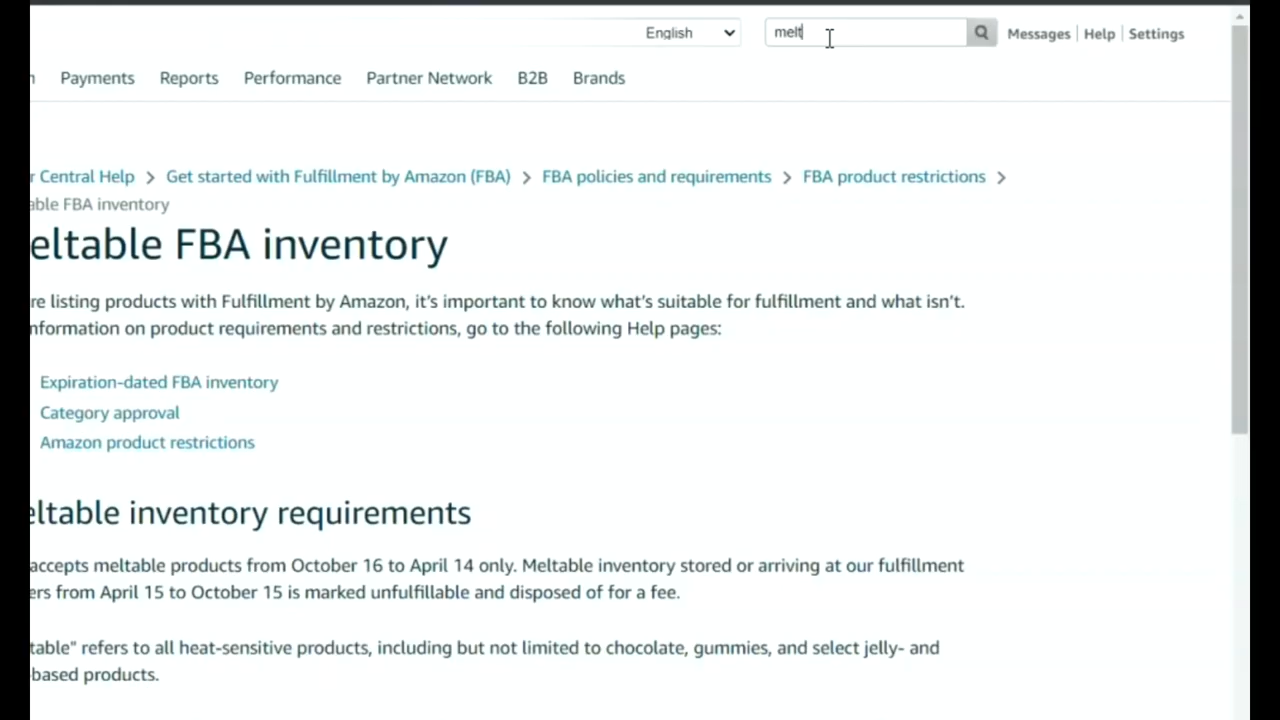 English melt Messages Help Settings
Payments Reports Performance Partner Network B2B Brands
Central Help > Get started with Fulfillment by Amazon (FBA) > FBA policies and requirements > FBA product restrictions >
able FBA inventory
eltable FBA inventory
re listing products with Fulfillment by Amazon, it's important to know what's suitable for fulfillment and what isn't.
nformation on product requirements and restrictions, go to the following Help pages:
Expiration-dated FBA inventory
Category approval
Amazon product restrictions
eltable inventory requirements
accepts meltable products from October 16 to April 14 only. Meltable inventory stored or arriving at our fulfillment
ers from April 15 to October 15 is marked unfulfillable and disposed of for a fee.
table" refers to all heat-sensitive products, including but not limited to chocolate, gummies, and select jelly- and
based products.